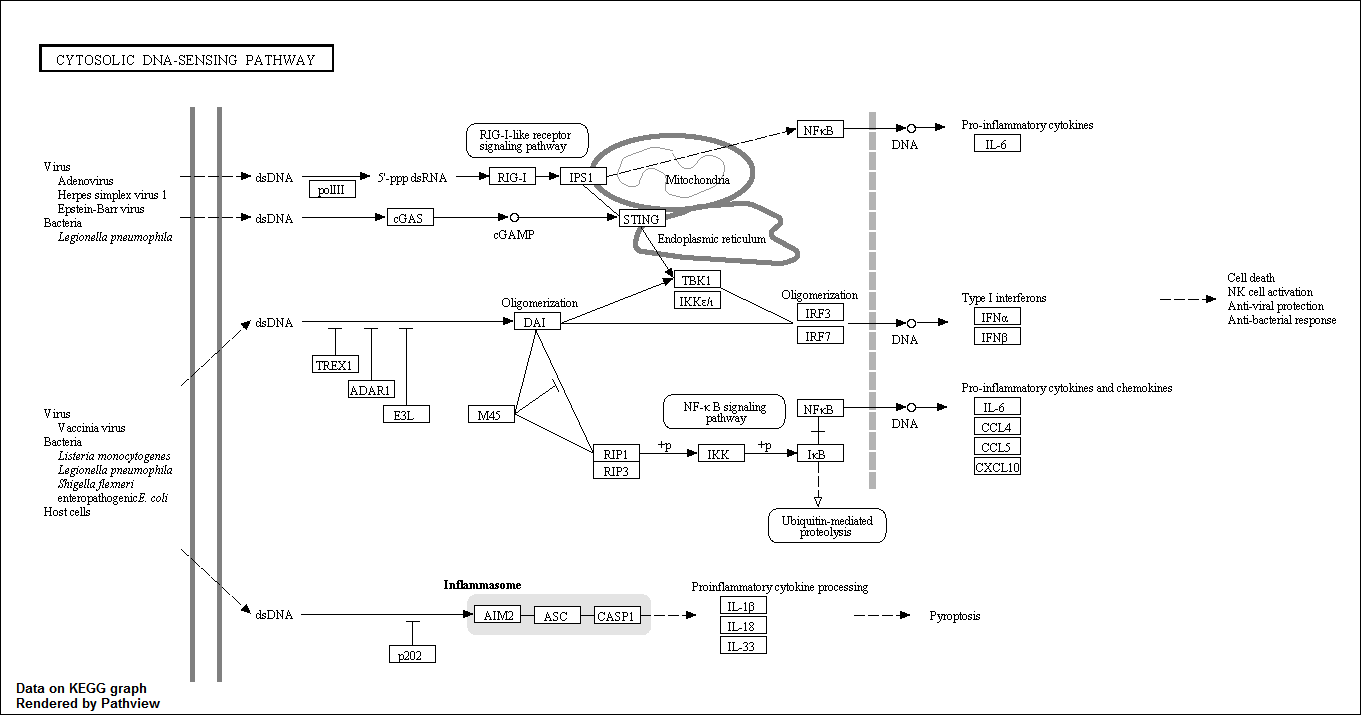 CYTOSOLIC DNA-SENSING PATHWAY
RIG-I-like receptor
signaling pathway
NFκB
DNA
Pro-inflammatory cytokines
IL-6
Virus
Adenovirus
Herpes simplex virus 1
Epstein-Barr virus
Bacteria
Legionella pneumophila
dsDNA
polIII
5'-ppp dsRNA
RIG-I
IPS1
Mitochondria
dsDNA
cGAS
cGAMP
STING
Endoplasmic reticulum
TBK1
IKKε/ι
Oligomerization
DAI
dsDNA
TREX1
ADAR1
E3L
Oligomerization
IRF3
IRF7
DNA
Type I interferons
IFNα
IFNβ
Cell death
NK cell activation
Anti-viral protection
Anti-bacterial response
Virus
Vaccinia virus
Bacteria
Listeria monocytogenes
Legionella pneumophila
Shigella flexneri
enteropathogenicE. coli
Host cells
M45
NF-κ B signaling
pathway
NFκB
DNA
Pro-inflammatory cytokines and chemokines
IL-6
CCL4
CCL5
CXCL10
RIP1
RIP3
+p
IKK
+p
IκB
Ubiquitin-mediated
proteolysis
Inflammasome
dsDNA
p202
AIM2
ASC
CASP1
Proinflammatory cytokine processing
IL-1β
IL-18
IL-33
Pyroptosis
Data on KEGG graph
Rendered by Pathview